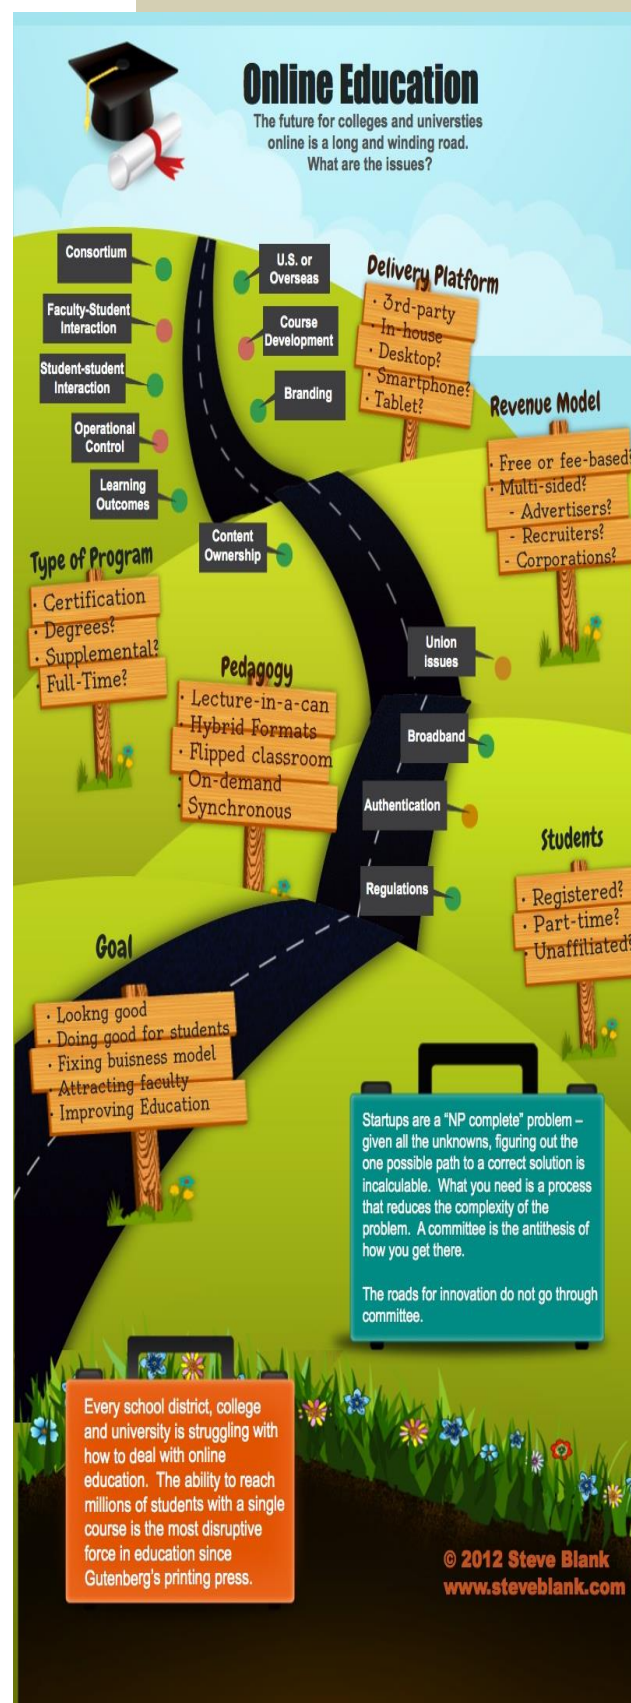 Online Education
The future for colleges and universties
online is a long and winding road.
What are the issues?
Consortium
U.S. or
Overseas
Faculty-Student
Interaction
Course
Development
Student-student
Interaction
Branding
Operational
Control
Learning
Outcomes
Content
Ownership
Delivery Platform
· 3rd-party
· In-house
· Desktop?
· Smartphone?
· Tablet?
Revenue Model
· Free or fee-based?
· Multi-sided?
- Advertisers?
- Recruiters?
- Corporations?
Type of Program
· Certification
· Degrees?
· Supplemental?
· Full-Time?
Pedagogy
· Lecture-in-a-can
· Hybrid Formats
· Flipped classroom
· On-demand
· Synchronous
Union
issues
Broadband
Authentication
Regulations
Students
· Registered?
· Part-time?
· Unaffiliated?
Goal
· Lookng good
· Doing good for students
· Fixing buisness model
· Attracting faculty
· Improving Education
Startups are a “NP complete” problem –
given all the unknowns, figuring out the
one possible path to a correct solution is
incalculable. What you need is a process
that reduces the complexity of the
problem. A committee is the antithesis of
how you get there.
The roads for innovation do not go through
committee.
Every school district, college
and university is struggling with
how to deal with online
education. The ability to reach
millions of students with a single
course is the most disruptive
force in education since
Gutenberg's printing press.
© 2012 Steve Blank
www.steveblank.com